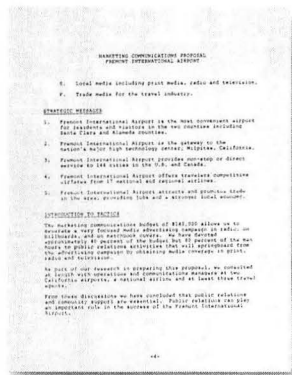 MARKETING COMMUNICATIONS PROPOSAL
FREMONT INTERNATIONAL AIRPORT
E. Local media including print media, radio and television.
F. Trade media for the travel industry.
STRATEGIC MESSAGES
1. Fremont International Airport is the most convenient airport
for residents and visitors in the two counties including
Santa Clara and Alameda counties.
2. Fremont International Airport is the gateway to the
nation's major high technology center, Milpitas, California.
3. Fremont International Airport provides non-stop or direct
service to 148 cities in the U.S. and Canada.
4. Fremont International Airport offers travelers competitive
airfares from 17 national and regional airlines.
5. Fremont International Airport attracts and promotes trade
in the area; providing jobs and a stronger local economy.
INTRODUCTION TO TACTICS
The marketing communications budget of allows us to
a very focused media advertising campaign in radio, on
billboards, and on matchbook covers. We have devoted
approximately 40 percent of the budget but 60 percent of the man
hours to public relations activities that will springboard from
the advertising campaign by obtaining media coverage in print,
radio and television.
As part of our research in preparing this proposal, we consulted
at length with operations and communications managers at two
California airports, a national airline and at least three travel
agents.
From these discussions we have concluded that public relations
and community support are essential. Public relations can play
an important role in the success of the Fremont International
Airport.
-4-